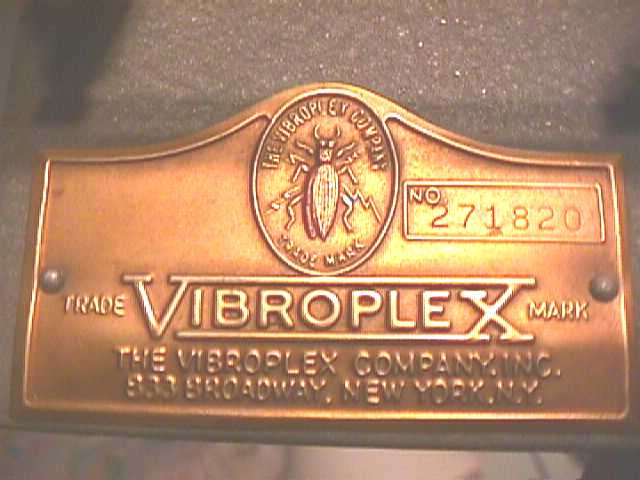 THE VIBROPLEX COMPANY
TRADE MARK
NO. 271820
TRADE VIBROPLEX MARK
THE VIBROPLEX COMPANY, INC.
833 BROADWAY, NEW YORK, N.Y.